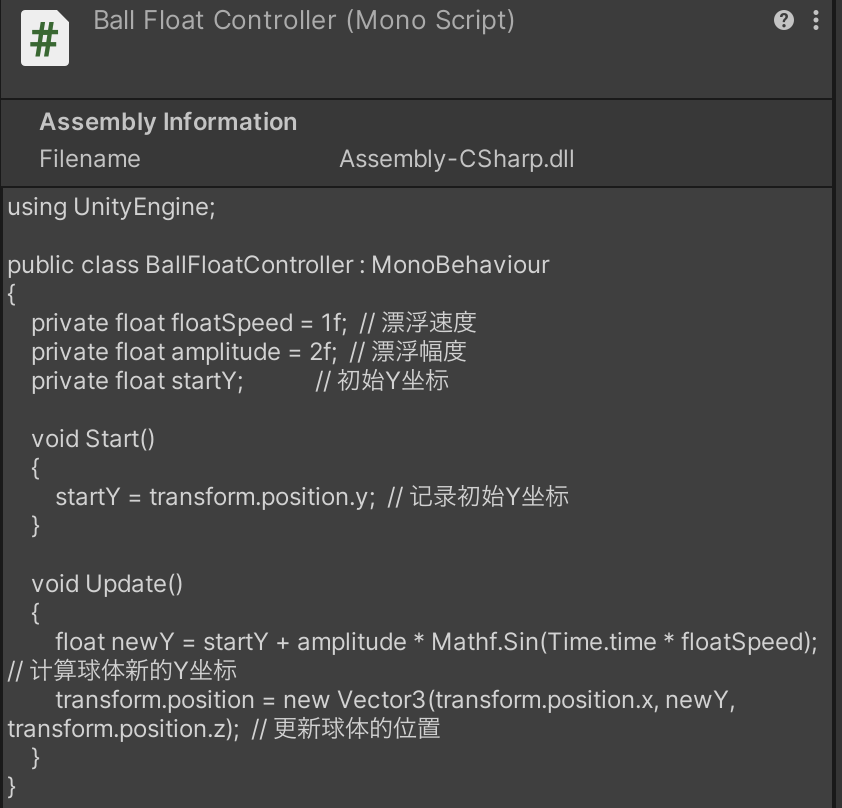 Ball Float Controller (Mono Script)
Assembly Information
Filename Assembly-CSharp.dll
using UnityEngine;
public class BallFloatController : MonoBehaviour
{
private float floatSpeed = 1f; // 漂浮速度
private float amplitude = 2f; // 漂浮幅度
private float startY; // 初始Y坐标
void Start()
{
startY = transform.position.y; // 记录初始Y坐标
}
void Update()
{
float newY = startY + amplitude * Mathf.Sin(Time.time * floatSpeed);
// 计算球体新的Y坐标
transform.position = new Vector3(transform.position.x, newY,
transform.position.z); // 更新球体的位置
}
}